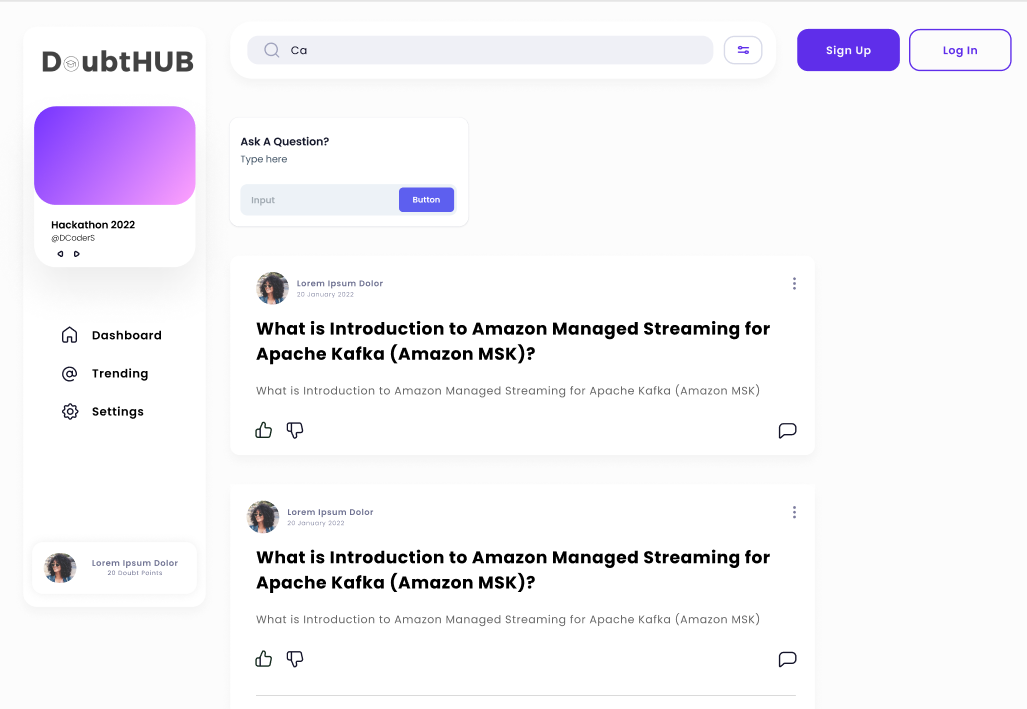 DoubtHUB
Ca
Sign Up
Log In
Hackathon 2022
@DCoderS
Dashboard
Trending
Settings
Lorem Ipsum Dolor
20 Doubt Points
Ask A Question?
Type here
Input
Button
Lorem Ipsum Dolor
20 January 2022
What is Introduction to Amazon Managed Streaming for
Apache Kafka (Amazon MSK)?
What is Introduction to Amazon Managed Streaming for Apache Kafka (Amazon MSK)
Lorem Ipsum Dolor
20 January 2022
What is Introduction to Amazon Managed Streaming for
Apache Kafka (Amazon MSK)?
What is Introduction to Amazon Managed Streaming for Apache Kafka (Amazon MSK)